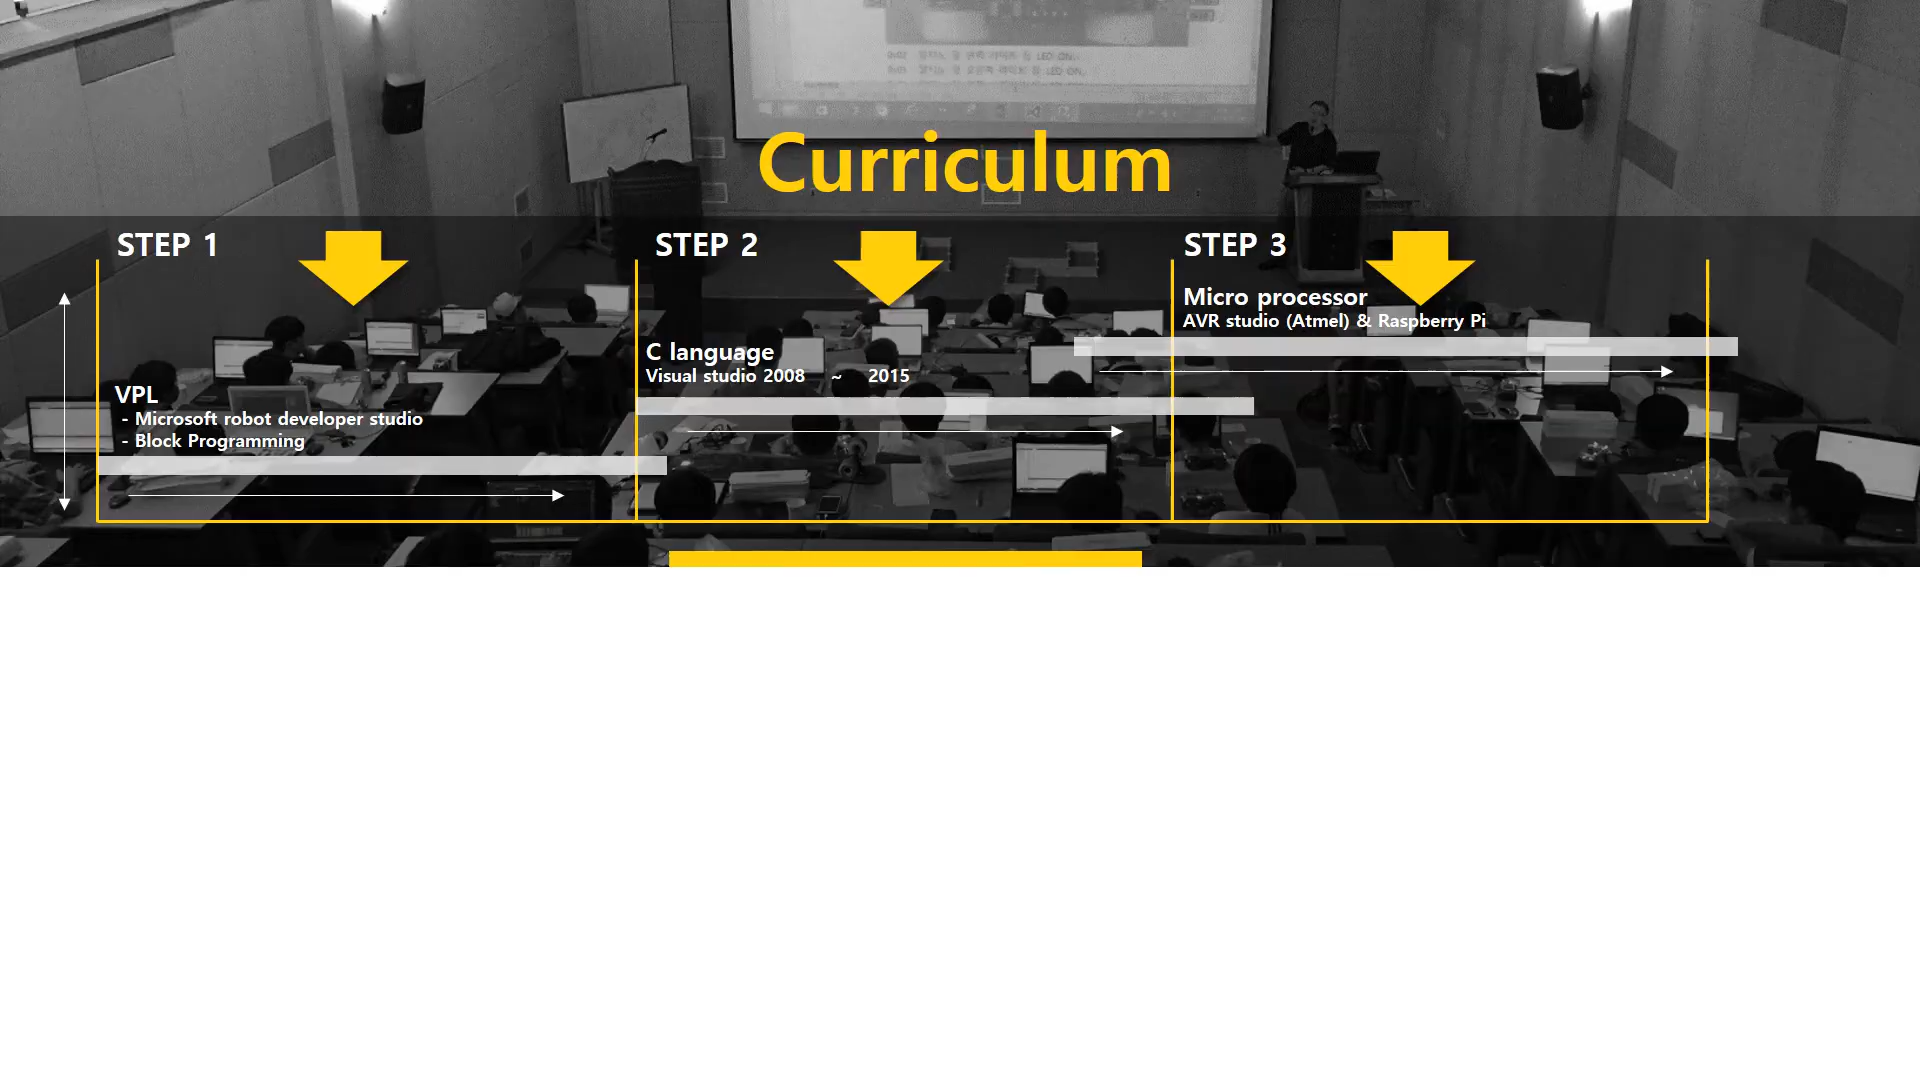 Curriculum
STEP 1
VPL
- Microsoft robot developer studio
- Block Programming
STEP 2
C language
Visual studio 2008 ~ 2015
STEP 3
Micro processor
AVR studio (Atmel) & Raspberry Pi